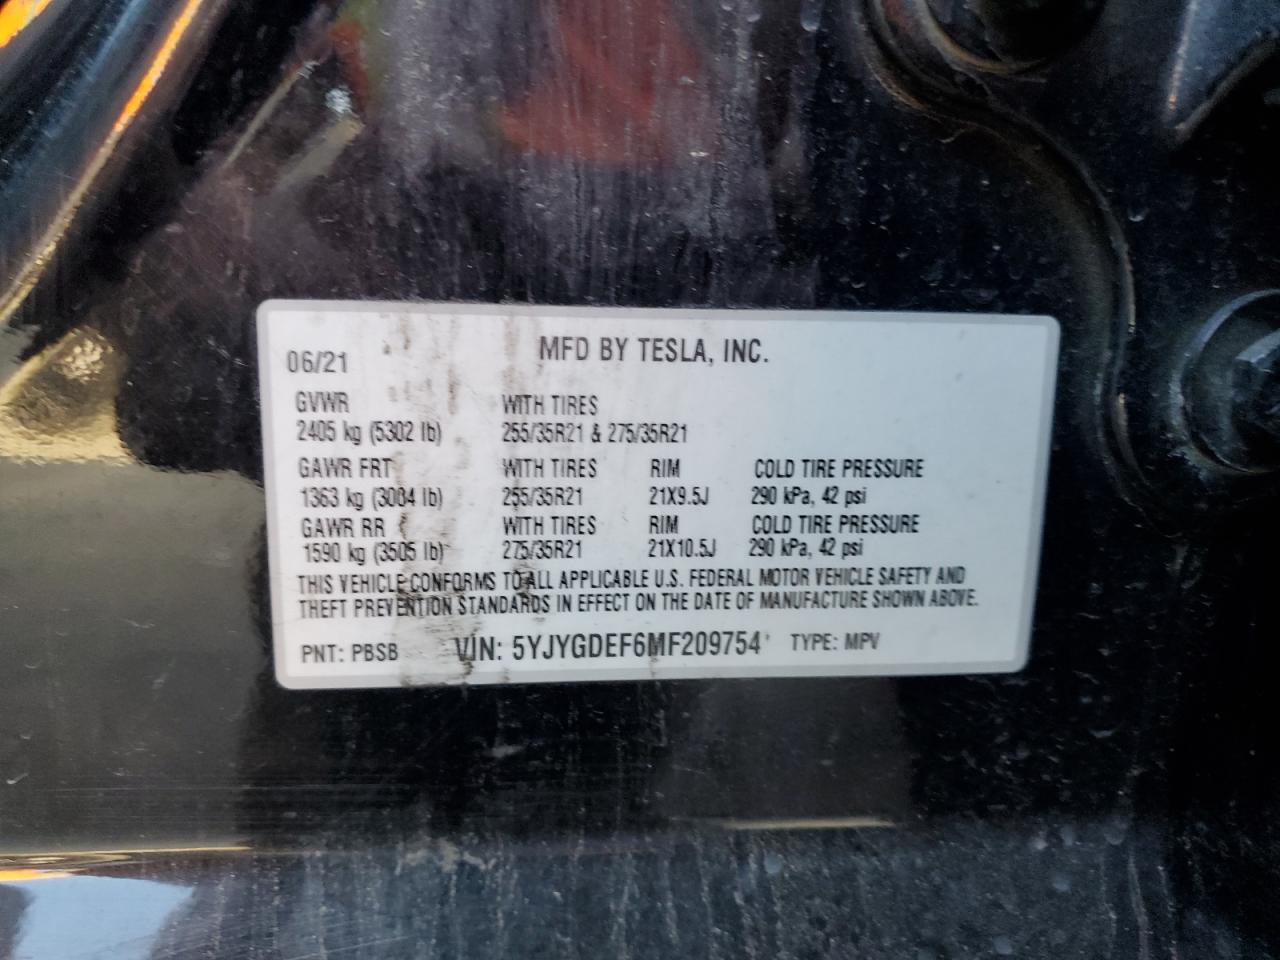 06/21 MFD BY TESLA, INC.
GVWR WITH TIRES
2405 kg (5302 lb) 255/35R21 & 275/35R21
GAWR FRT WITH TIRES RIM COLD TIRE PRESSURE
1363 kg (3004 lb) 255/35R21 21X9.5J 290 kPa, 42 psi
GAWR RR WITH TIRES RIM COLD TIRE PRESSURE
1590 kg (3505 lb) 275/35R21 21X10.5J 290 kPa, 42 psi
THIS VEHICLE CONFORMS TO ALL APPLICABLE U.S. FEDERAL MOTOR VEHICLE SAFETY AND
THEFT PREVENTION STANDARDS IN EFFECT ON THE DATE OF MANUFACTURE SHOWN ABOVE.
PNT: PBSB VIN: 5YJYGDEF6MF209754 TYPE: MPV